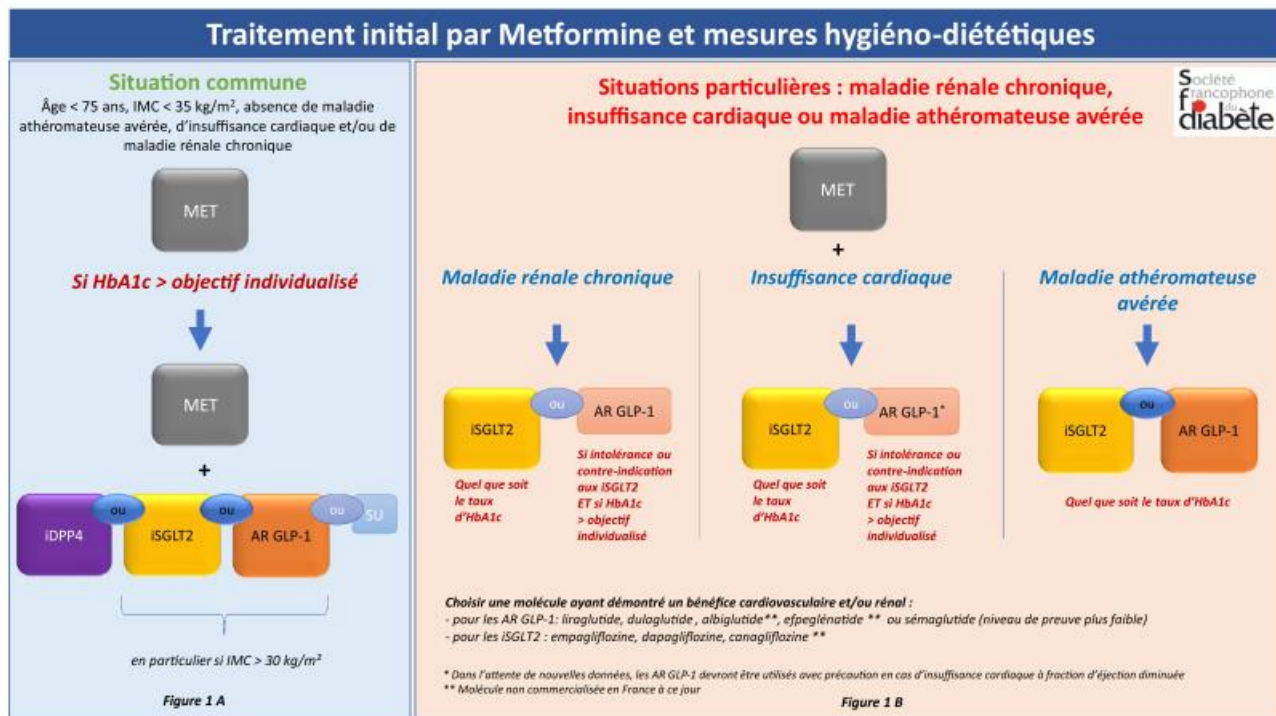 Traitement initial par Metformine et mesures hygiéno-diététiques
Situation commune
Âge < 75 ans, IMC < 35 kg/m², absence de maladie
athéromateuse avérée, d'insuffisance cardiaque et/ou de
maladie rénale chronique
MET
Si HbA1c > objectif individualisé
MET
+
iDPP4
ou
iSGLT2
ou
AR GLP-1
ou
SU
en particulier si IMC > 30 kg/m²
Figure 1 A
Situations particulières : maladie rénale chronique,
insuffisance cardiaque ou maladie athéromateuse avérée
Société
francophone
du
diabète
MET
+
Maladie rénale chronique
iSGLT2
ou
AR GLP-1
Quel que soit
le taux
d'HbA1c
Si intolérance ou
contre-indication
aux iSGLT2
ET si HbA1c
> objectif
individualisé
Insuffisance cardiaque
iSGLT2
ou
AR GLP-1*
Quel que soit
le taux
d'HbA1c
Si intolérance ou
contre-indication
aux iSGLT2
ET si HbA1c
> objectif
individualisé
Maladie athéromateuse
avérée
iSGLT2
ou
AR GLP-1
Quel que soit le taux d'HbA1c
Choisir une molécule ayant démontré un bénéfice cardiovasculaire et/ou rénal :
- pour les AR GLP-1: liraglutide, dulaglutide , albiglutide**, efpeglénatide ** ou sémaglutide (niveau de preuve plus faible)
- pour les iSGLT2 : empagliflozine, dapagliflozine, canagliflozine **
* Dans l'attente de nouvelles données, les AR GLP-1 devront être utilisés avec précaution en cas d'insuffisance cardiaque à fraction d'éjection diminuée
** Molécule non commercialisée en France à ce jour
Figure 1 B